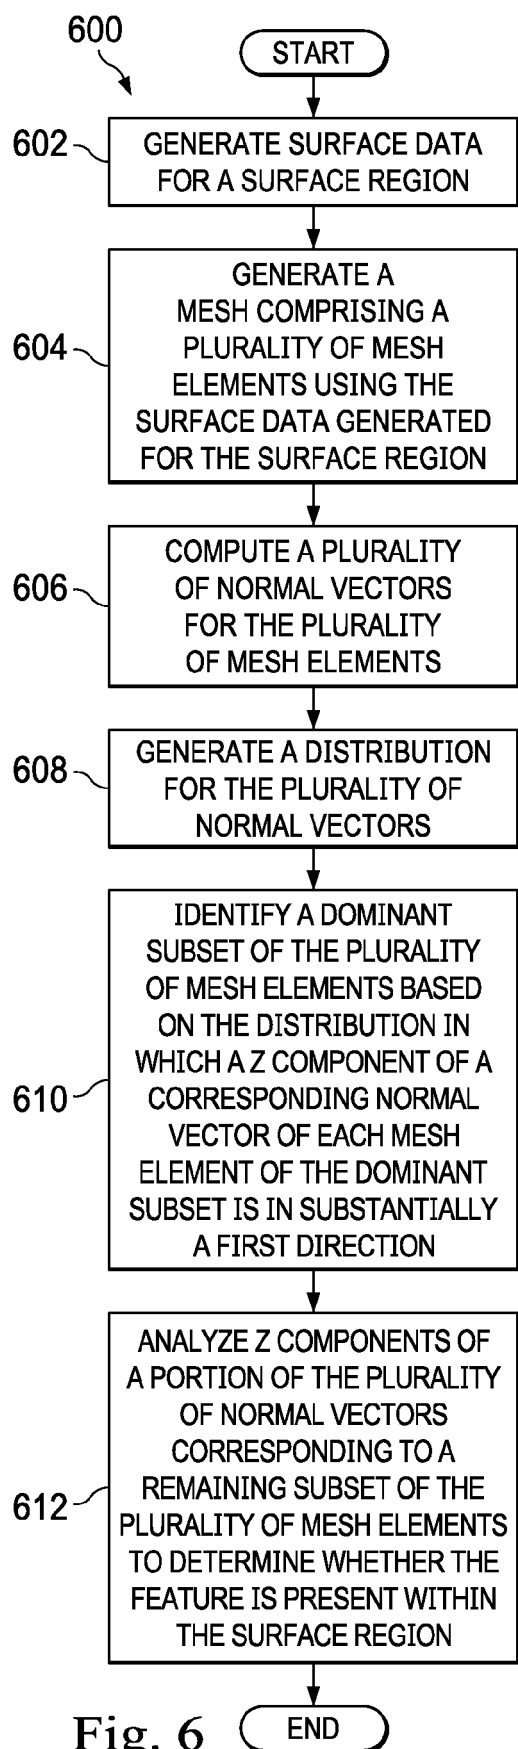 600
START
602
GENERATE SURFACE DATA
FOR A SURFACE REGION
604
GENERATE A
MESH COMPRISING A
PLURALITY OF MESH
ELEMENTS USING THE
SURFACE DATA GENERATED
FOR THE SURFACE REGION
606
COMPUTE A PLURALITY
OF NORMAL VECTORS
FOR THE PLURALITY
OF MESH ELEMENTS
608
GENERATE A DISTRIBUTION
FOR THE PLURALITY OF
NORMAL VECTORS
610
IDENTIFY A DOMINANT
SUBSET OF THE PLURALITY
OF MESH ELEMENTS BASED
ON THE DISTRIBUTION IN
WHICH A Z COMPONENT OF A
CORRESPONDING NORMAL
VECTOR OF EACH MESH
ELEMENT OF THE DOMINANT
SUBSET IS IN SUBSTANTIALLY
A FIRST DIRECTION
612
ANALYZE Z COMPONENTS OF
A PORTION OF THE PLURALITY
OF NORMAL VECTORS
CORRESPONDING TO A
REMAINING SUBSET OF THE
PLURALITY OF MESH ELEMENTS
TO DETERMINE WHETHER THE
FEATURE IS PRESENT WITHIN
THE SURFACE REGION
Fig. 6
END